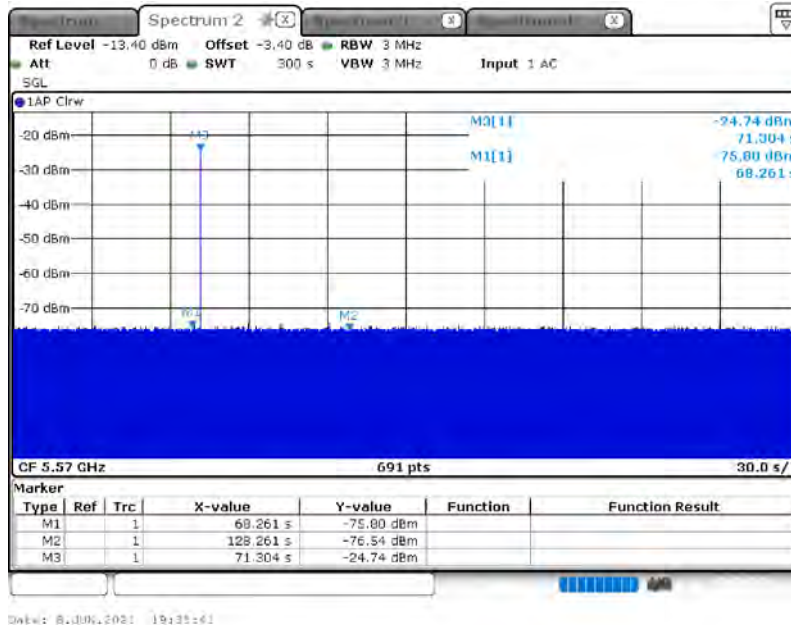 Spectrum 2
Ref Level -13.40 dBm Offset -3.40 dB RBW 3 MHz
Att 0 dB SWT 300 s VBW 3 MHz Input 1 AC
SGL
1AP Clrw
M3[1] -24.74 dBm
71.304 s
M1[1] -75.80 dBm
68.261 s
-20 dBm
M3
-30 dBm
-40 dBm
-50 dBm
-60 dBm
-70 dBm
M1 M2
CF 5.57 GHz 691 pts 30.0 s/
Marker
Type Ref Trc X-value Y-value Function Function Result
M1 1 68.261 s -75.80 dBm
M2 1 128.261 s -76.54 dBm
M3 1 71.304 s -24.74 dBm
Date: 8.JUN.2021